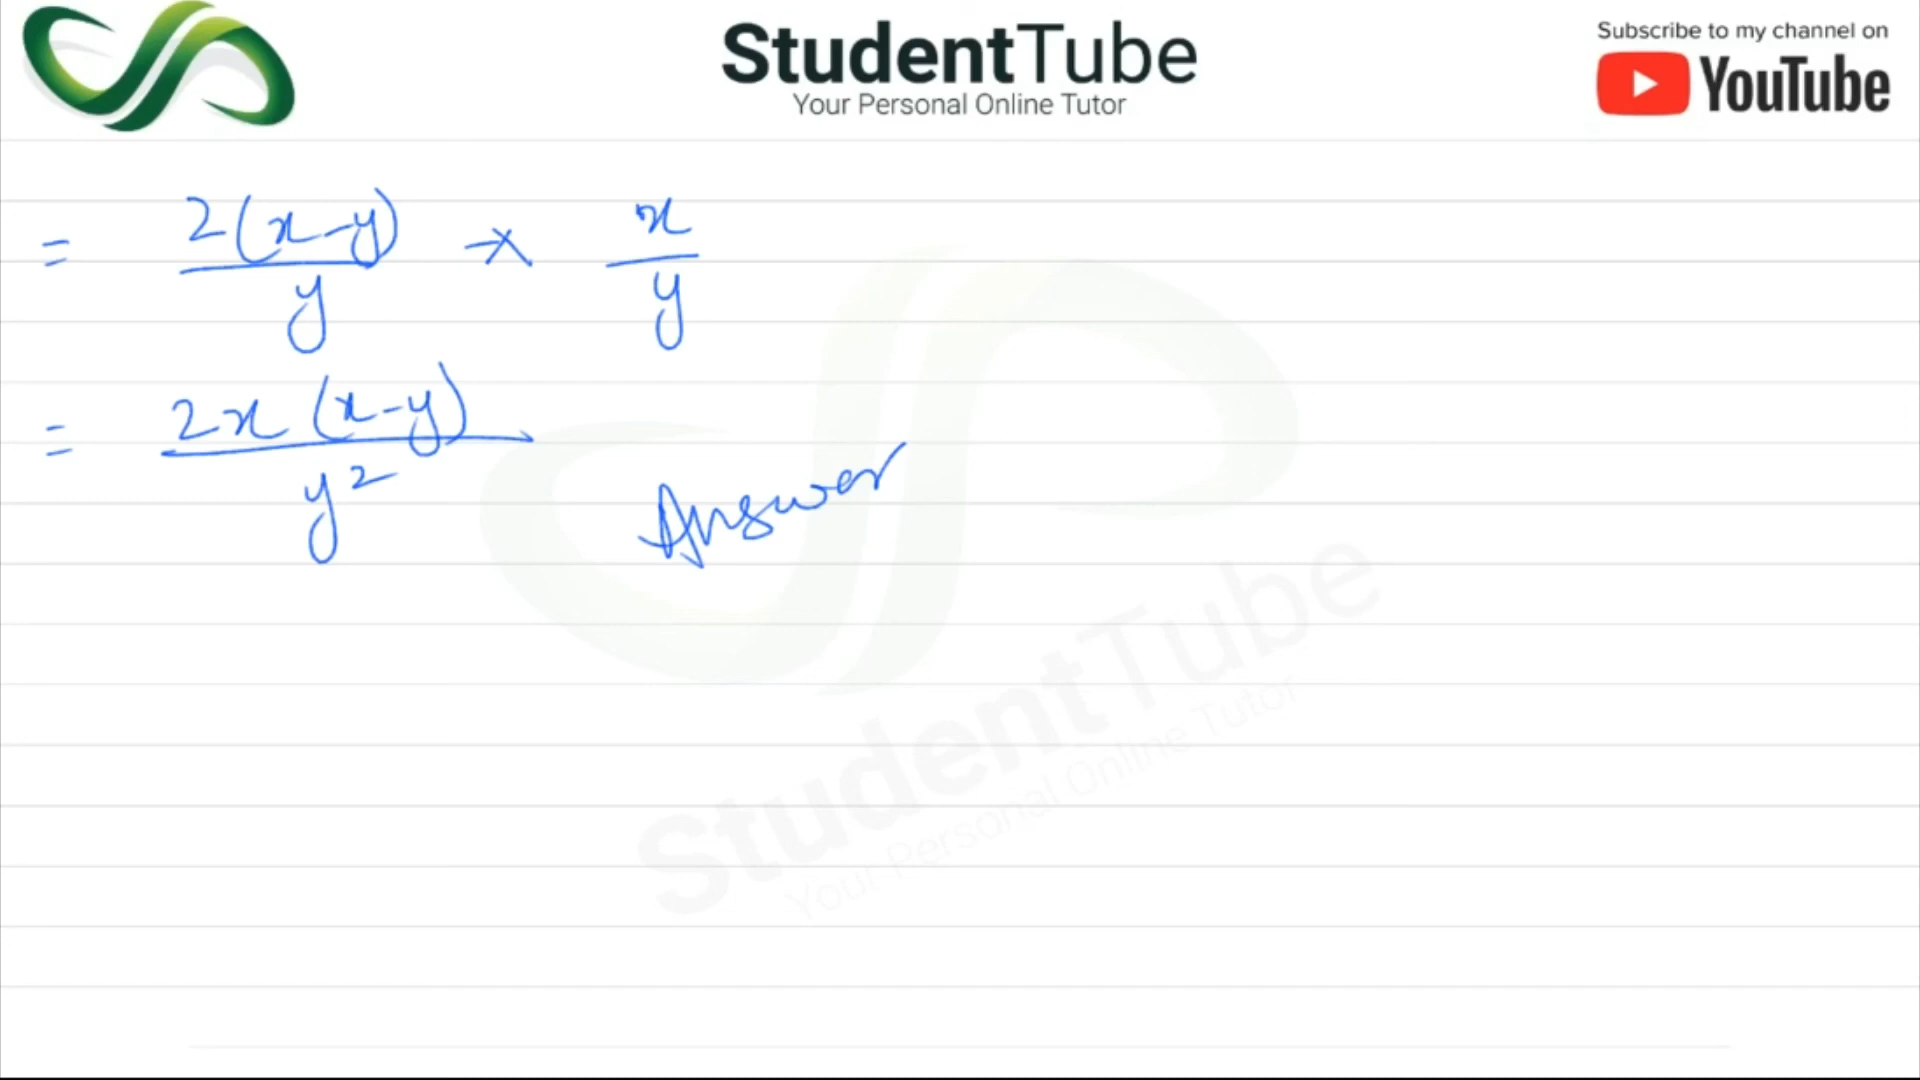 StudentTube
Your Personal Online Tutor
Subscribe to my channel on
YouTube
= 2(x-y)/y × x/y
= 2x(x-y)/y²
Answer
StudentTube
Your Personal Online Tutor